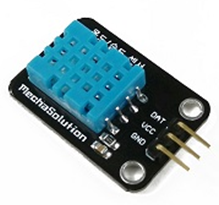 DAT
VCC
GND
MechaSolution